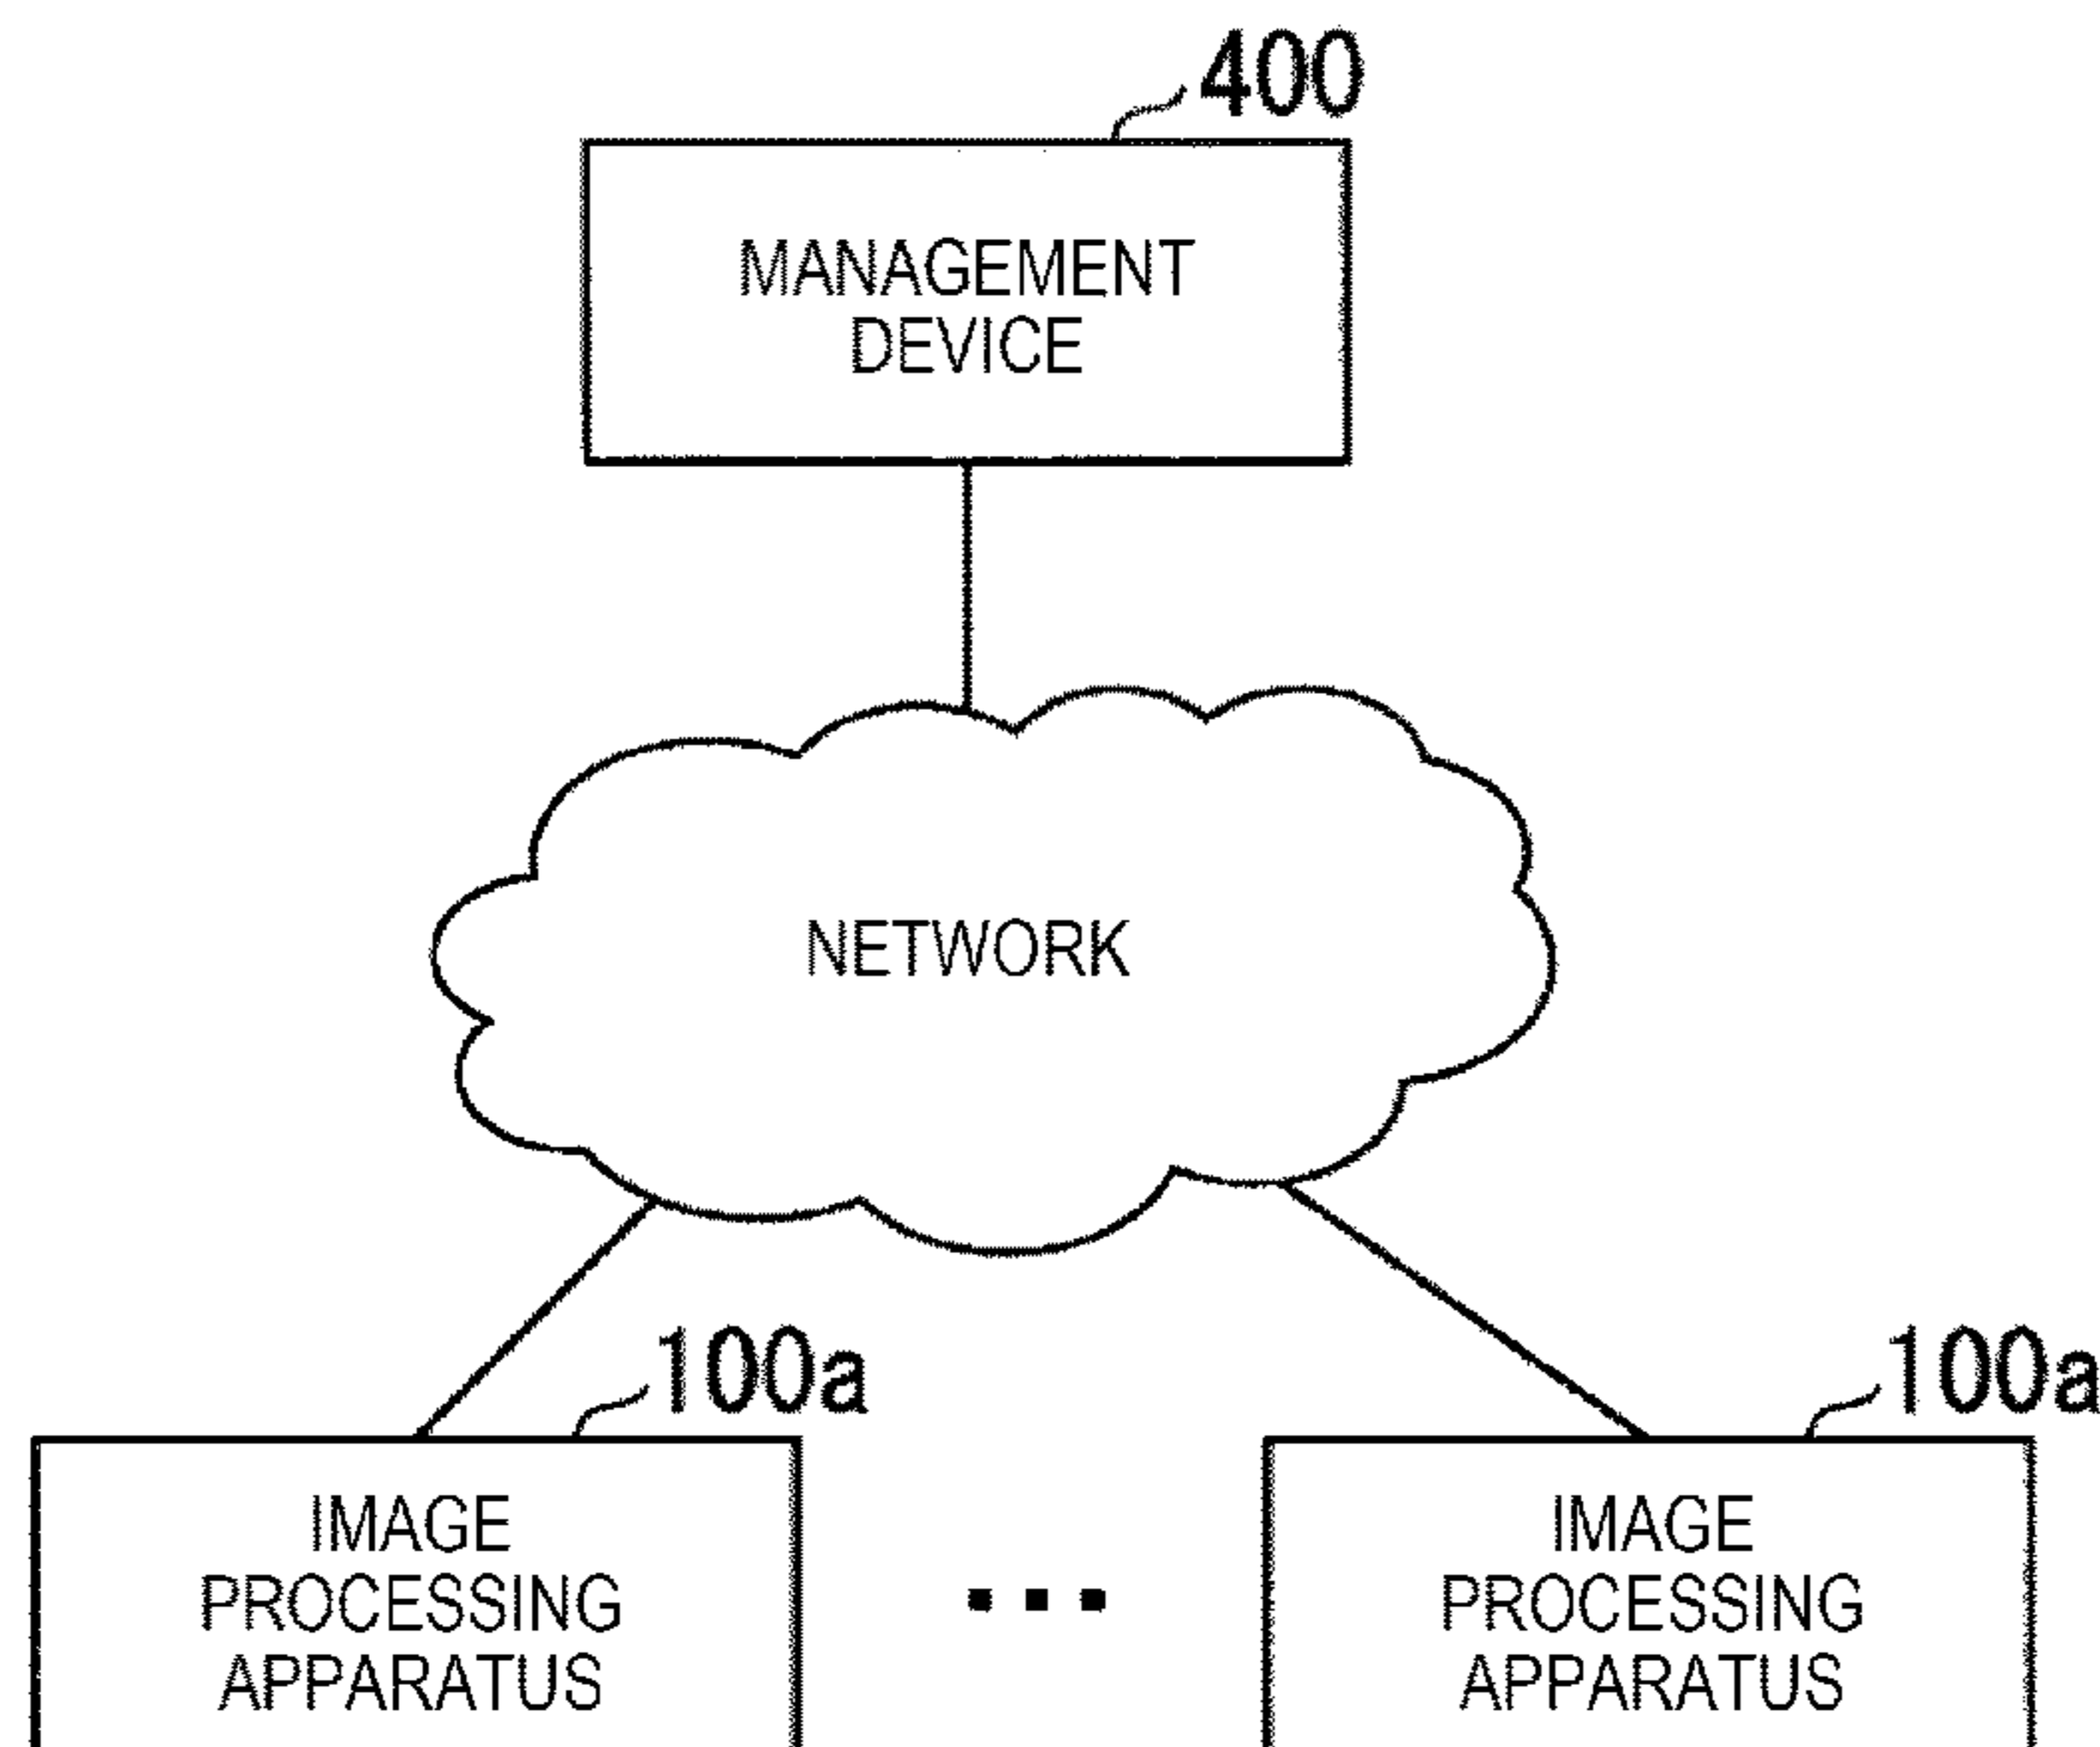 400
MANAGEMENT
DEVICE
NETWORK
100a
100a
IMAGE
PROCESSING
APPARATUS
IMAGE
PROCESSING
APPARATUS